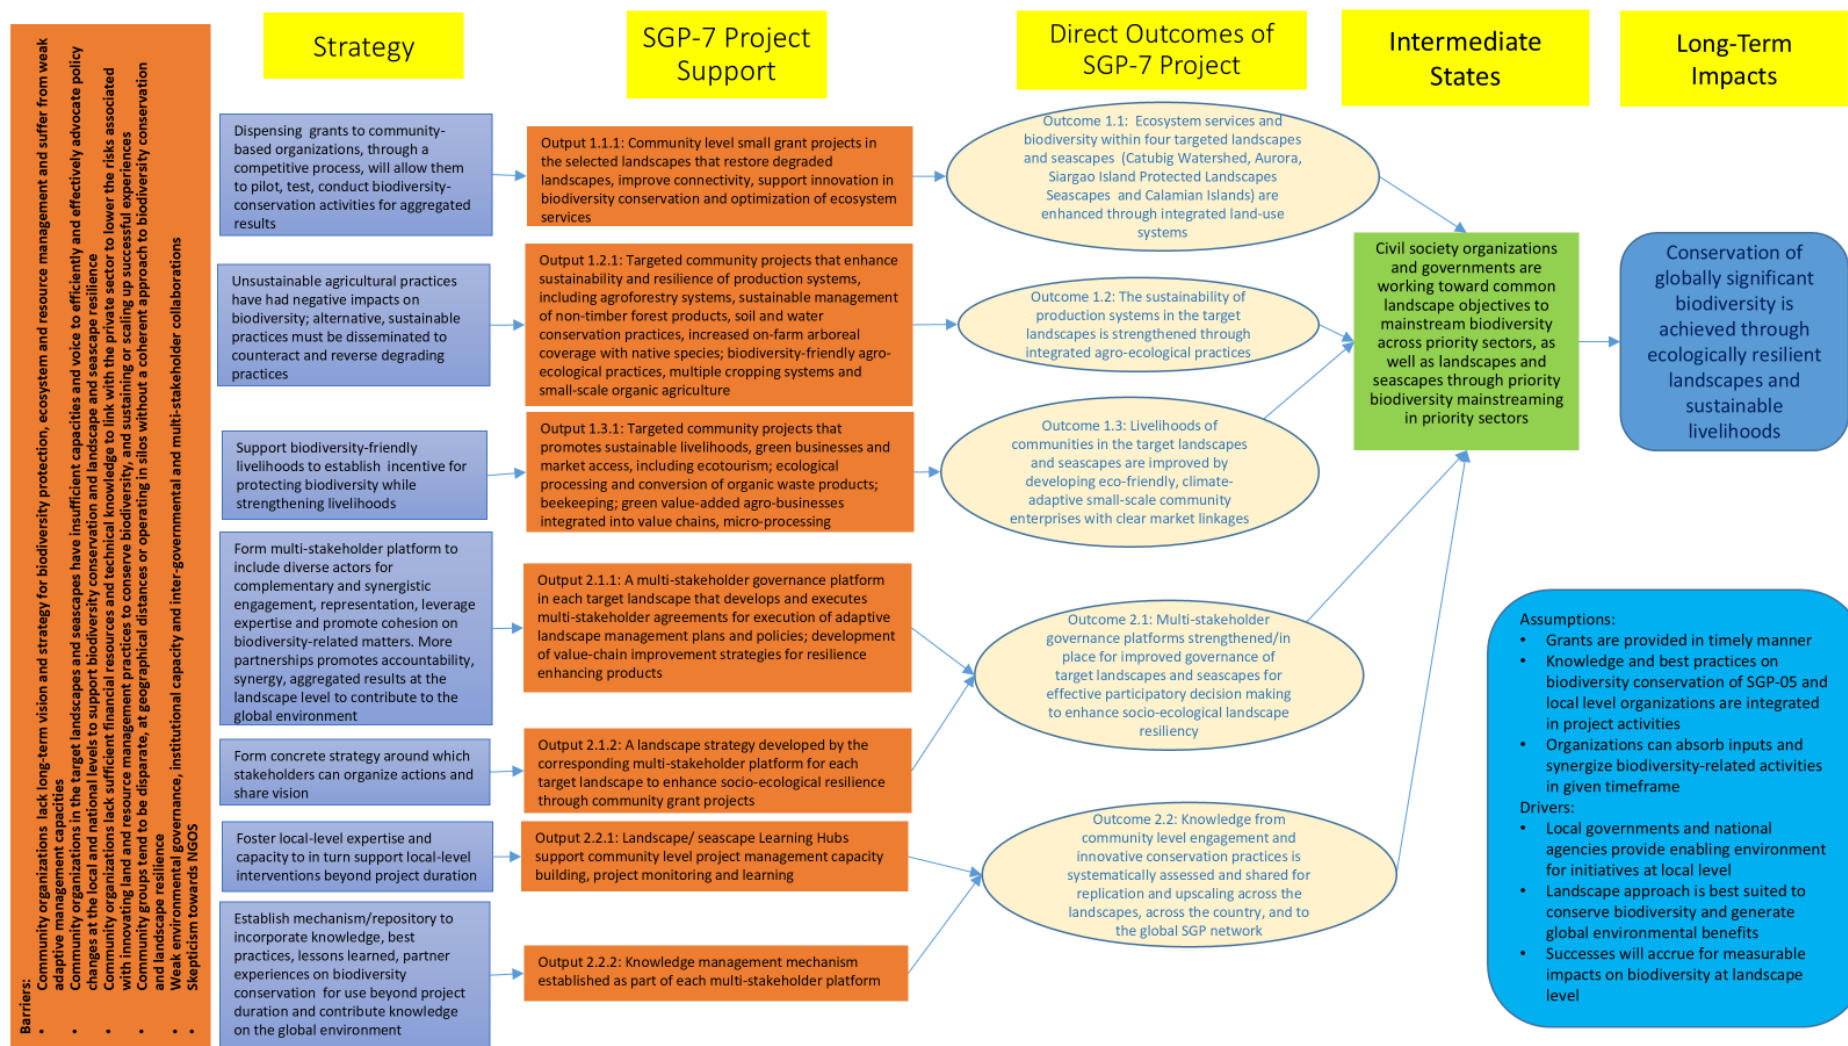 Barriers:
• Community organizations lack long-term vision and strategy for biodiversity protection, ecosystem and resource management and suffer from weak
adaptive management capacities
• Community organizations in the target landscapes and seascapes have insufficient capacities and voice to efficiently and effectively advocate policy
changes at the local and national levels to support biodiversity conservation and landscape and seascape resilience
• Community organizations lack sufficient financial resources and technical knowledge to link with the private sector to lower the risks associated
with innovating land and resource management practices to conserve biodiversity, and sustaining or scaling up successful experiences
• Community groups tend to be disparate, at geographical distances or operating in silos without a coherent approach to biodiversity conservation
and landscape resilience
• Weak environmental governance, institutional capacity and inter-governmental and multi-stakeholder collaborations
• Skepticism towards NGOS
Strategy
Dispensing grants to community-
based organizations, through a
competitive process, will allow them
to pilot, test, conduct biodiversity-
conservation activities for aggregated
results
Unsustainable agricultural practices
have had negative impacts on
biodiversity; alternative, sustainable
practices must be disseminated to
counteract and reverse degrading
practices
Support biodiversity-friendly
livelihoods to establish incentive for
protecting biodiversity while
strengthening livelihoods
Form multi-stakeholder platform to
include diverse actors for
complementary and synergistic
engagement, representation, leverage
expertise and promote cohesion on
biodiversity-related matters. More
partnerships promotes accountability,
synergy, aggregated results at the
landscape level to contribute to the
global environment
Form concrete strategy around which
stakeholders can organize actions and
share vision
Foster local-level expertise and
capacity to in turn support local-level
interventions beyond project duration
Establish mechanism/repository to
incorporate knowledge, best
practices, lessons learned, partner
experiences on biodiversity
conservation for use beyond project
duration and contribute knowledge
on the global environment
SGP-7 Project
Support
Output 1.1.1: Community level small grant projects in
the selected landscapes that restore degraded
landscapes, improve connectivity, support innovation in
biodiversity conservation and optimization of ecosystem
services
Output 1.2.1: Targeted community projects that enhance
sustainability and resilience of production systems,
including agroforestry systems, sustainable management
of non-timber forest products, soil and water
conservation practices, increased on-farm arboreal
coverage with native species; biodiversity-friendly agro-
ecological practices, multiple cropping systems and
small-scale organic agriculture
Output 1.3.1: Targeted community projects that
promotes sustainable livelihoods, green businesses and
market access, including ecotourism; ecological
processing and conversion of organic waste products;
beekeeping; green value-added agro-businesses
integrated into value chains, micro-processing
Output 2.1.1: A multi-stakeholder governance platform
in each target landscape that develops and executes
multi-stakeholder agreements for execution of adaptive
landscape management plans and policies; development
of value-chain improvement strategies for resilience
enhancing products
Output 2.1.2: A landscape strategy developed by the
corresponding multi-stakeholder platform for each
target landscape to enhance socio-ecological resilience
through community grant projects
Output 2.2.1: Landscape/ seascape Learning Hubs
support community level project management capacity
building, project monitoring and learning
Output 2.2.2: Knowledge management mechanism
established as part of each multi-stakeholder platform
Direct Outcomes of
SGP-7 Project
Outcome 1.1: Ecosystem services and
biodiversity within four targeted landscapes
and seascapes (Catubig Watershed, Aurora,
Siargao Island Protected Landscapes
Seascapes and Calamian Islands) are
enhanced through integrated land-use
systems
Outcome 1.2: The sustainability of
production systems in the target
landscapes is strengthened through
integrated agro-ecological practices
Outcome 1.3: Livelihoods of
communities in the target landscapes
and seascapes are improved by
developing eco-friendly, climate-
adaptive small-scale community
enterprises with clear market linkages
Outcome 2.1: Multi-stakeholder
governance platforms strengthened/in
place for improved governance of
target landscapes and seascapes for
effective participatory decision making
to enhance socio-ecological landscape
resiliency
Outcome 2.2: Knowledge from
community level engagement and
innovative conservation practices is
systematically assessed and shared for
replication and upscaling across the
landscapes, across the country, and to
the global SGP network
Intermediate
States
Civil society organizations
and governments are
working toward common
landscape objectives to
mainstream biodiversity
across priority sectors, as
well as landscapes and
seascapes through priority
biodiversity mainstreaming
in priority sectors
Long-Term
Impacts
Conservation of
globally significant
biodiversity is
achieved through
ecologically resilient
landscapes and
sustainable
livelihoods
Assumptions:
• Grants are provided in timely manner
• Knowledge and best practices on
biodiversity conservation of SGP-05 and
local level organizations are integrated
in project activities
• Organizations can absorb inputs and
synergize biodiversity-related activities
in given timeframe
Drivers:
• Local governments and national
agencies provide enabling environment
for initiatives at local level
• Landscape approach is best suited to
conserve biodiversity and generate
global environmental benefits
• Successes will accrue for measurable
impacts on biodiversity at landscape
level